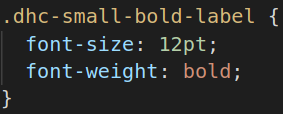 .dhc-small-bold-label {
  font-size: 12pt;
  font-weight: bold;
}